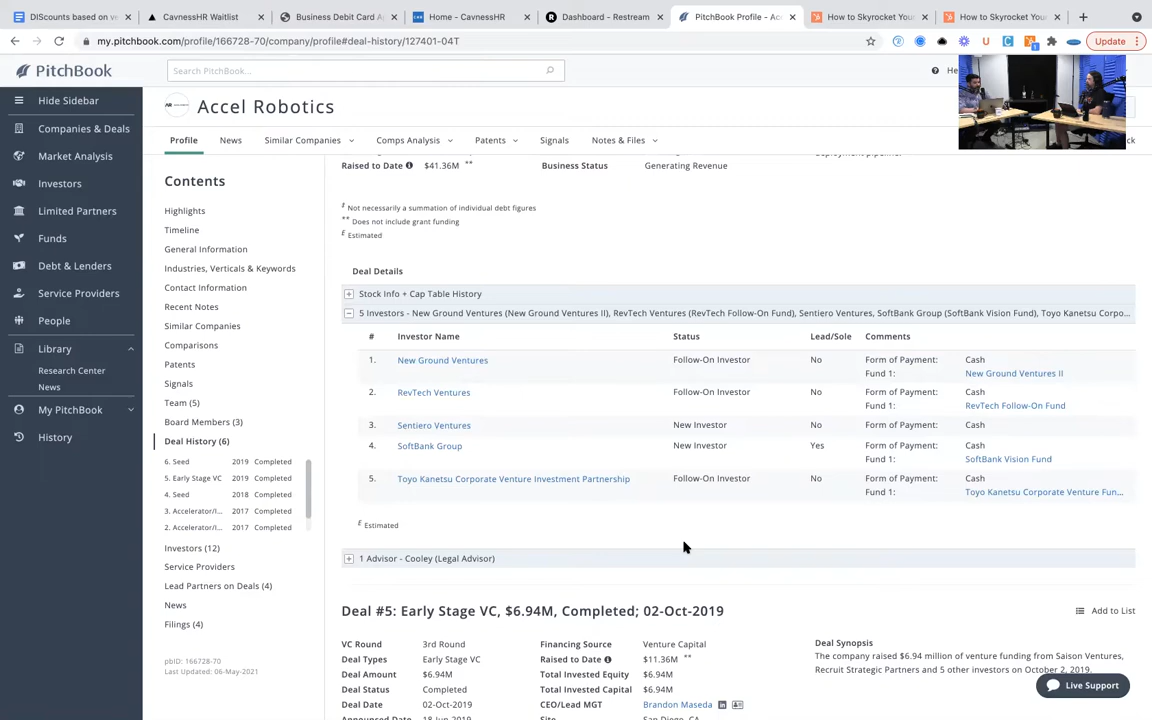 DIScounts based on ve
CavnessHR Waitlist
Business Debit Card A
Home - CavnessHR
Dashboard - Restream
PitchBook Profile - Acc
How to Skyrocket You
How to Skyrocket You
my.pitchbook.com/profile/166728-70/company/profile#deal-history/127401-04T
Update
PitchBook
Search PitchBook...
He
Hide Sidebar
Companies & Deals
Market Analysis
Investors
Limited Partners
Funds
Debt & Lenders
Service Providers
People
Library
Research Center
News
My PitchBook
History
Accel Robotics
Profile News Similar Companies Comps Analysis Patents Signals Notes & Files
Contents
Highlights
Timeline
General Information
Industries, Verticals & Keywords
Contact Information
Recent Notes
Similar Companies
Comparisons
Patents
Signals
Team (5)
Board Members (3)
Deal History (6)
6. Seed 2019 Completed
5. Early Stage VC 2019 Completed
4. Seed 2018 Completed
3. Accelerator/I... 2017 Completed
2. Accelerator/I... 2017 Completed
Investors (12)
Service Providers
Lead Partners on Deals (4)
News
Filings (4)
pbID: 166728-70
Last Updated: 06-May-2021
Raised to Date $41.36M ** Business Status Generating Revenue
‡ Not necessarily a summation of individual debt figures
** Does not include grant funding
E Estimated
Deal Details
Stock Info + Cap Table History
5 Investors - New Ground Ventures (New Ground Ventures II), RevTech Ventures (RevTech Follow-On Fund), Sentiero Ventures, SoftBank Group (SoftBank Vision Fund), Toyo Kanetsu Corpo...
# Investor Name Status Lead/Sole Comments
1. New Ground Ventures Follow-On Investor No Form of Payment: Cash
Fund 1: New Ground Ventures II
2. RevTech Ventures Follow-On Investor No Form of Payment: Cash
Fund 1: RevTech Follow-On Fund
3. Sentiero Ventures New Investor No Form of Payment: Cash
4. SoftBank Group New Investor Yes Form of Payment: Cash
Fund 1: SoftBank Vision Fund
5. Toyo Kanetsu Corporate Venture Investment Partnership Follow-On Investor No Form of Payment: Cash
Fund 1: Toyo Kanetsu Corporate Venture Fun...
E Estimated
1 Advisor - Cooley (Legal Advisor)
Deal #5: Early Stage VC, $6.94M, Completed; 02-Oct-2019
Add to List
VC Round 3rd Round Financing Source Venture Capital
Deal Types Early Stage VC Raised to Date $11.36M **
Deal Amount $6.94M Total Invested Equity $6.94M
Deal Status Completed Total Invested Capital $6.94M
Deal Date 02-Oct-2019 CEO/Lead MGT Brandon Maseda
Announced Date 18-Jun-2019 Site San Diego, CA
Deal Synopsis
The company raised $6.94 million of venture funding from Saison Ventures,
Recruit Strategic Partners and 5 other investors on October 2, 2019.
Live Support